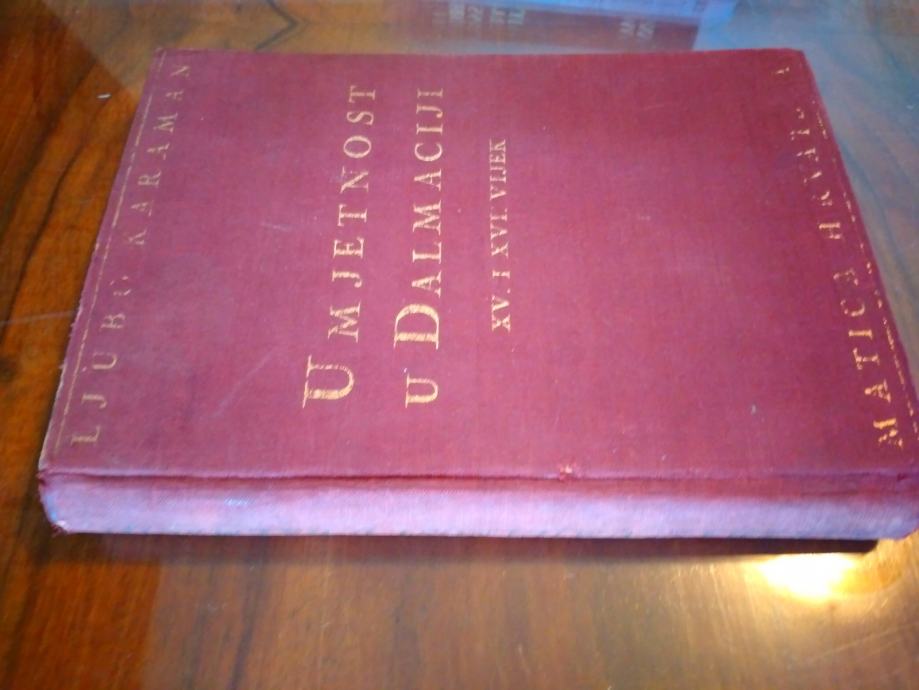 LJUBO KARAMAN
UMJETNOST
U DALMACIJI
XV. I XVI. VIJEK
MATICA HRVATSKA